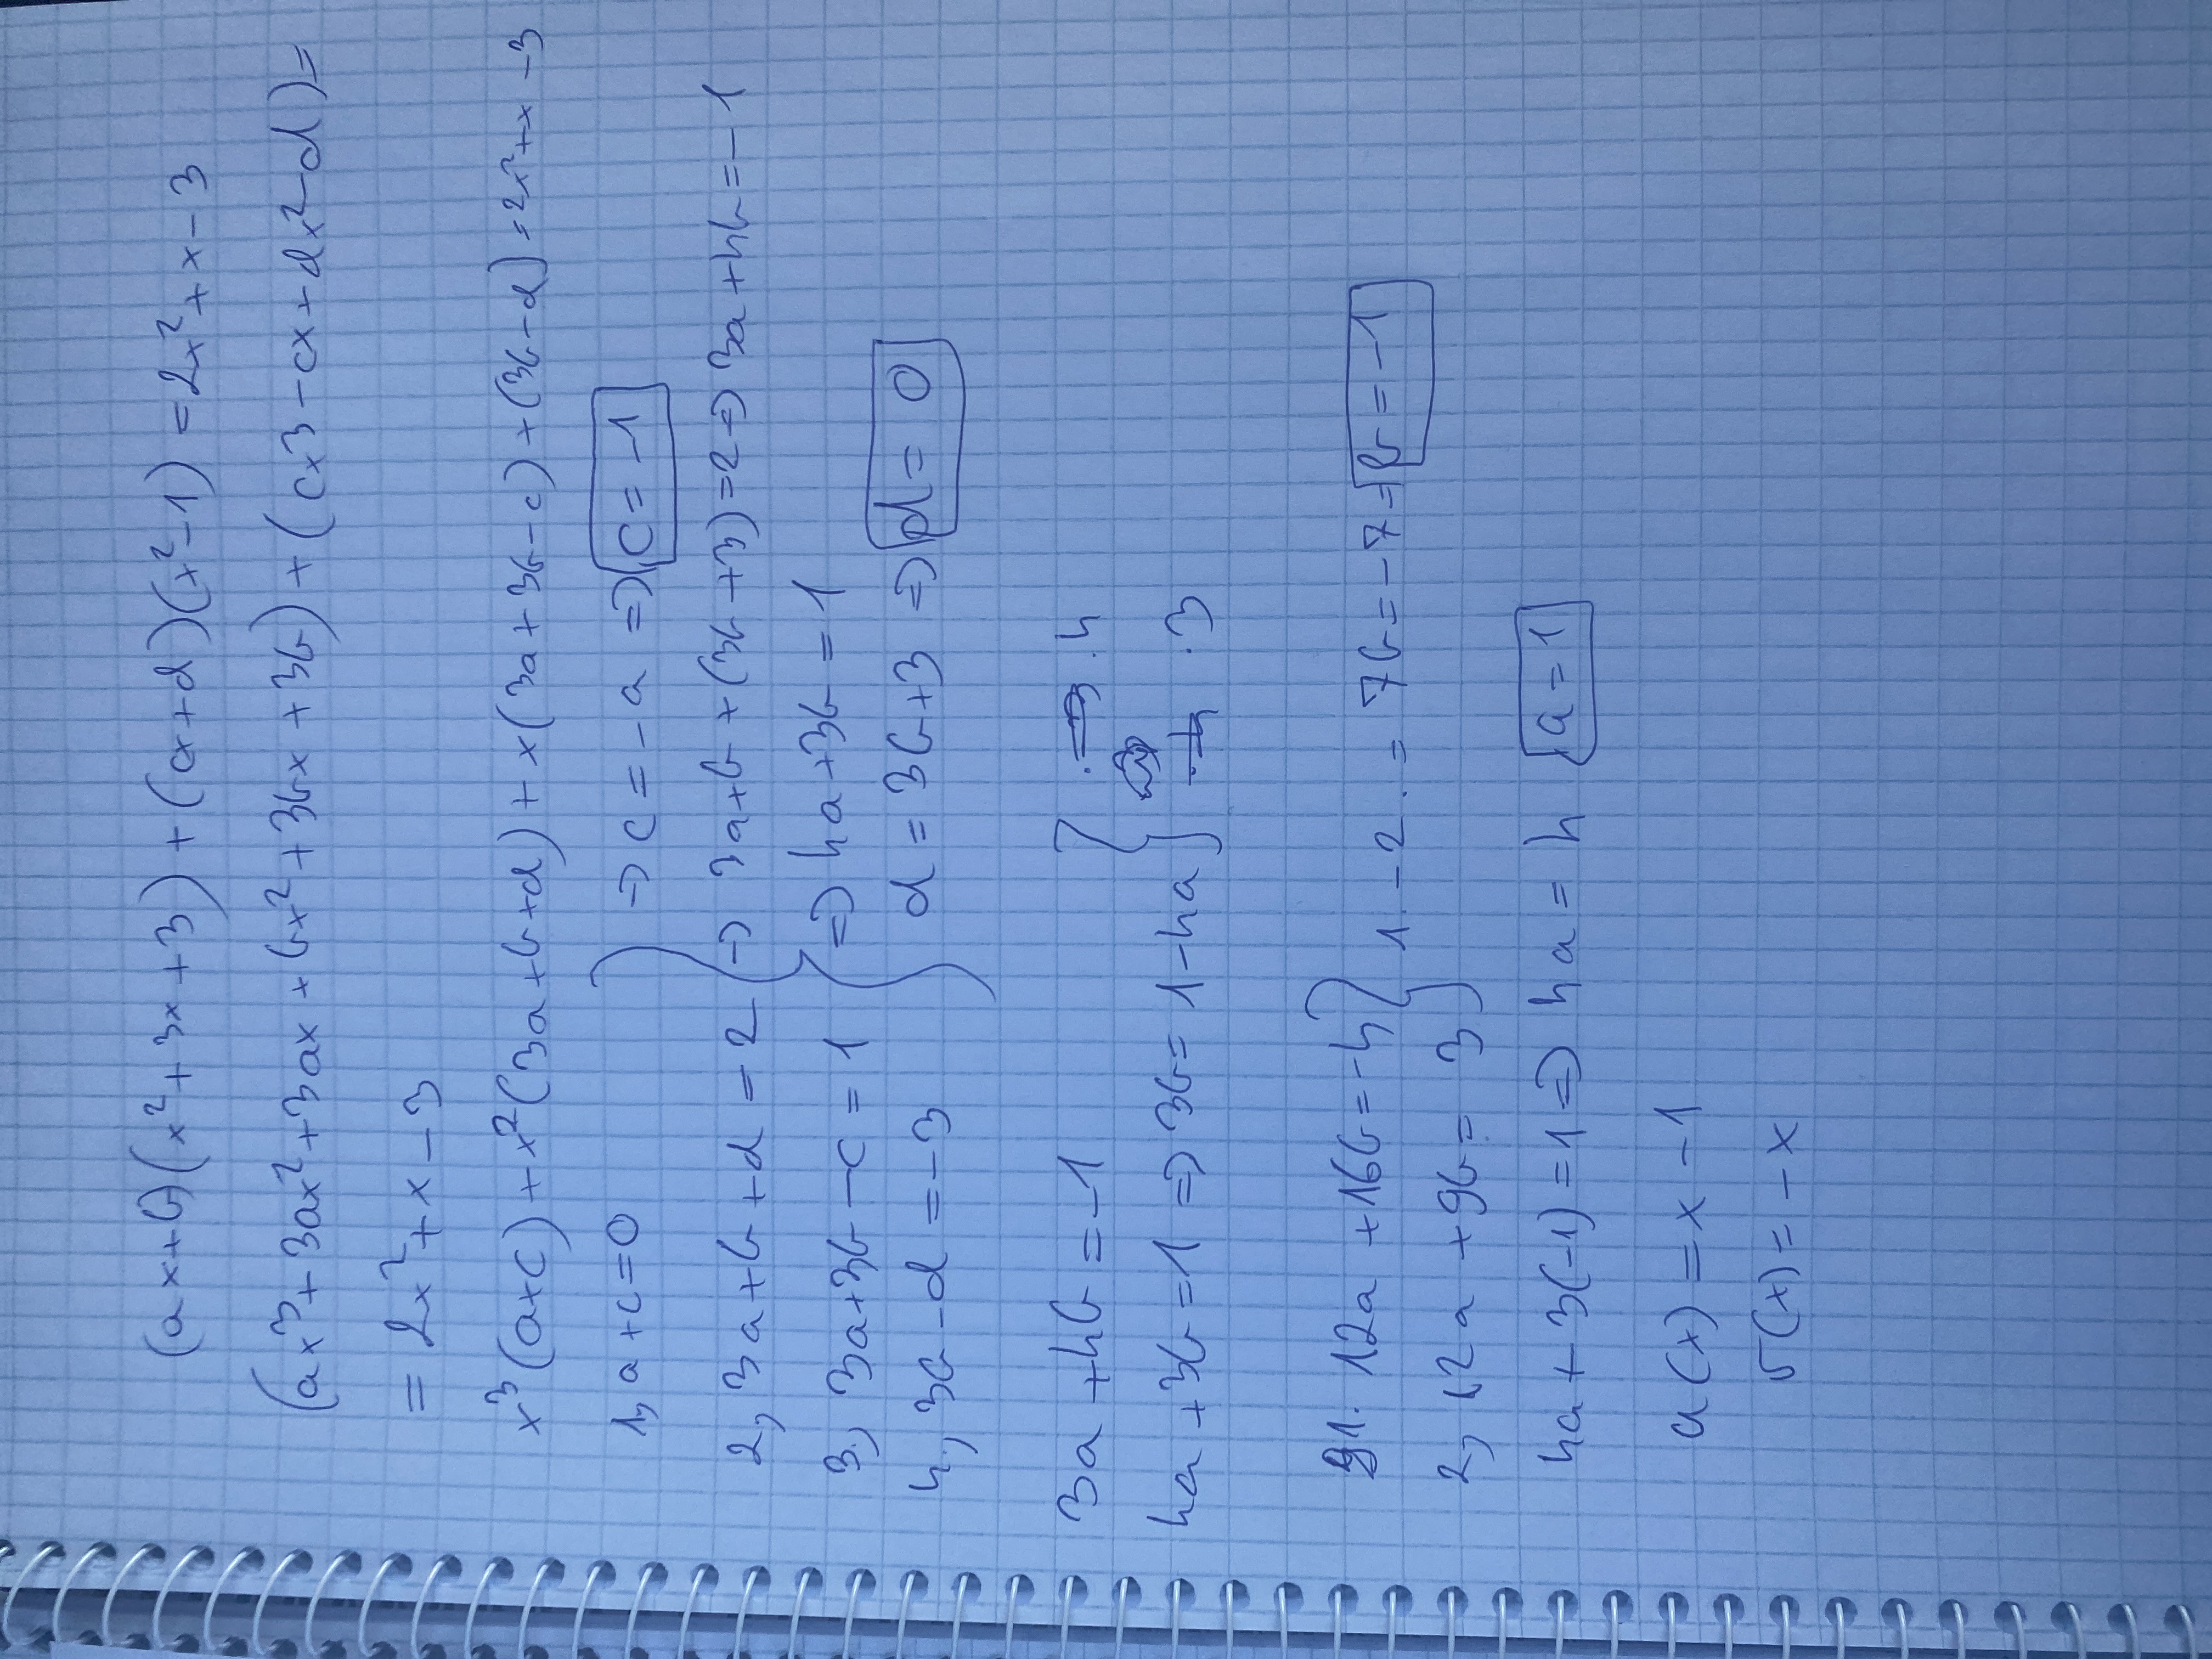 (ax+b)(x²+3x+3)+(cx+d)(x²-1)=2x²+x-3
(ax³+3ax²+3ax+bx²+3bx+3b)+(cx³-cx+dx²-d)=
=2x²+x-3
x³(a+c)+x²(3a+b+d)+x(3a+3b-c)+(3b-d)=2x²+x-3
1, a+c=0 → c=-a ⇒ c=-1
2, 3a+b+d=2 → 3a+b+(3b+3)=2 ⇒ 3a+4b=-1
3., 3a+3b-c=1 ⇒ 4a+3b=1
4., 3b-d=-3 d=3b+3 ⇒ d=0
3a+4b=-1 } .4
4a+3b=1 ⇒ 3b=1-4a } .3
1. 12a+16b=-4 } 1.-2. = 7b=-7 = b=-1
2, 12a+9b=3
4a+3(-1)=1 ⇒ 4a=4 a=1
u(x)=x-1
v(x)=-x